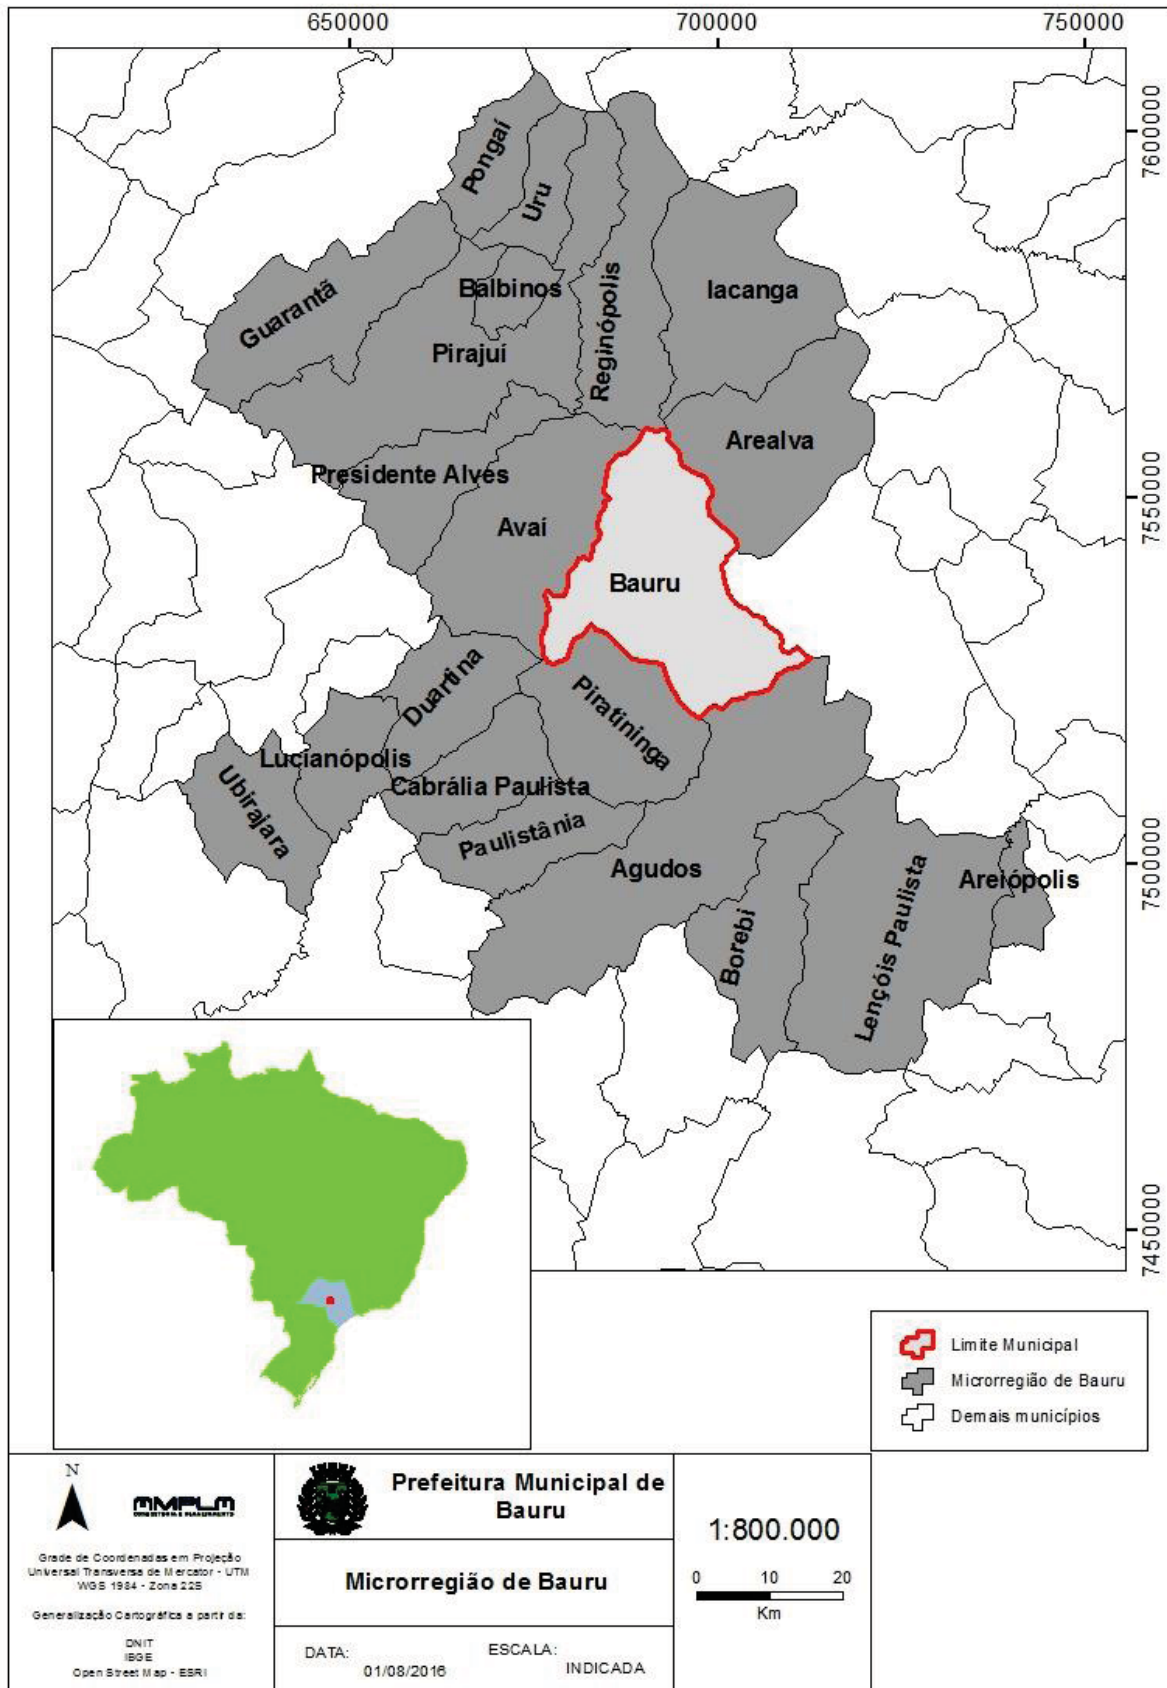 650000 700000 750000
7600000
7550000
7500000
7450000
Pongaí
Uru
Guarantã
Balbinos
Reginópolis
Iacanga
Pirajuí
Arealva
Presidente Alves
Avaí
Bauru
Duartina
Piratininga
Lucianópolis
Ubirajara
Cabrália Paulista
Paulistânia
Agudos
Areiópolis
Borebi
Lençóis Paulista
Limite Municipal
Microrregião de Bauru
Demais municípios
N
MMPLM
CONSULTORIA E PLANEJAMENTO
Grade de Coordenadas em Projeção
Universal Transversa de Mercator - UTM
WGS 1984 - Zona 22S
Generalização Cartográfica a partir da:
DNIT
IBGE
Open Street Map - ESRI
Prefeitura Municipal de
Bauru
Microrregião de Bauru
DATA:
01/08/2016
ESCALA:
INDICADA
1:800.000
0 10 20
Km